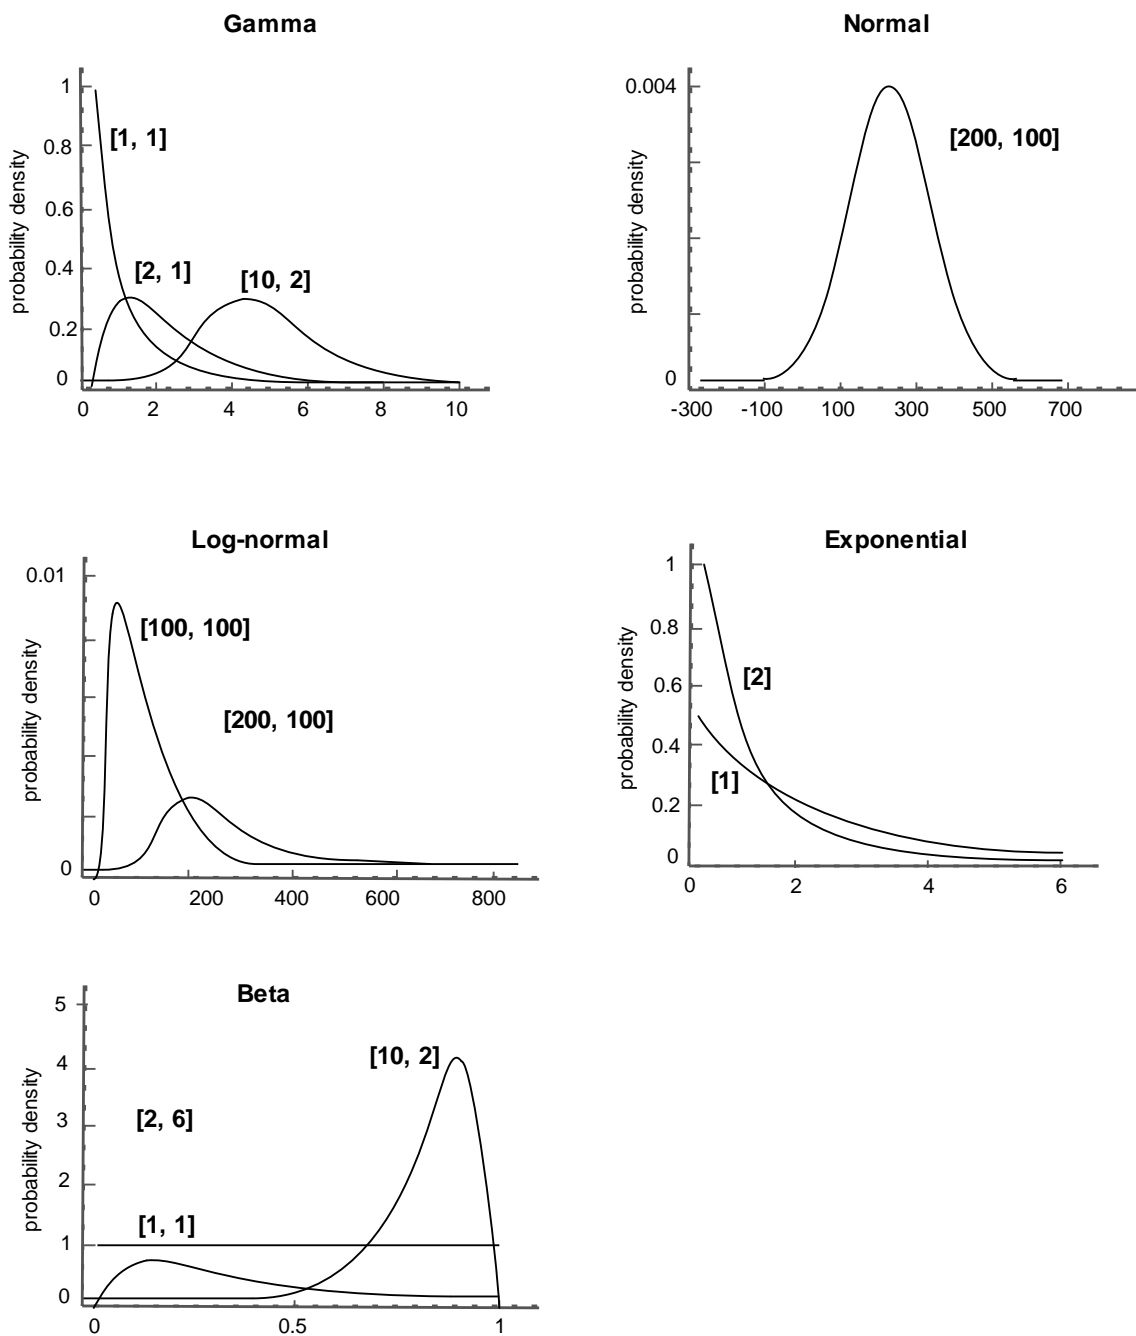 Gamma
probability density
1
0.8
0.6
0.4
0.2
0
[1, 1]
[2, 1]
[10, 2]
0 2 4 6 8 10
Normal
probability density
0.004
0
[200, 100]
-300 -100 100 300 500 700
Log-normal
probability density
0.01
0
[100, 100]
[200, 100]
0 200 400 600 800
Exponential
probability density
1
0.8
0.6
0.4
0.2
0
[2]
[1]
0 2 4 6
Beta
probability density
5
4
3
2
1
0
[10, 2]
[2, 6]
[1, 1]
0 0.5 1